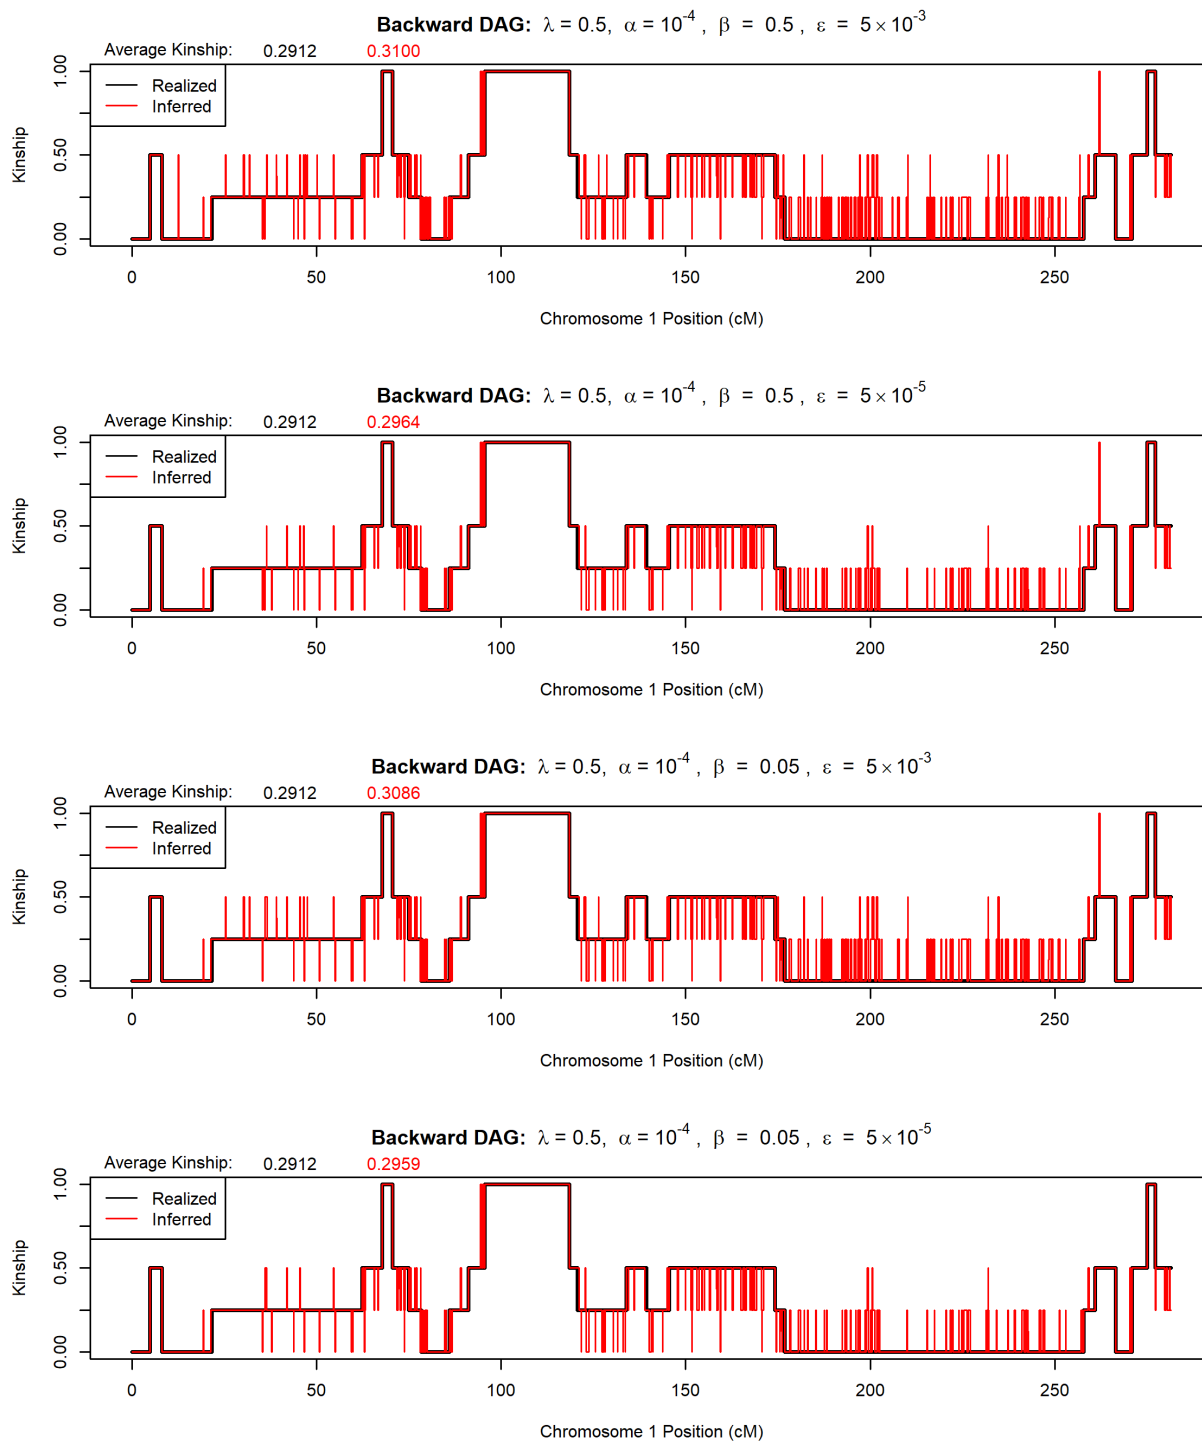 Backward DAG: λ = 0.5, α = 10⁻⁴ , β = 0.5 , ε = 5 × 10⁻³
Average Kinship: 0.2912 0.3100
Realized
Inferred
Kinship
0.00 0.50 1.00
0 50 100 150 200 250
Chromosome 1 Position (cM)
Backward DAG: λ = 0.5, α = 10⁻⁴ , β = 0.5 , ε = 5 × 10⁻⁵
Average Kinship: 0.2912 0.2964
Realized
Inferred
Kinship
0.00 0.50 1.00
0 50 100 150 200 250
Chromosome 1 Position (cM)
Backward DAG: λ = 0.5, α = 10⁻⁴ , β = 0.05 , ε = 5 × 10⁻³
Average Kinship: 0.2912 0.3086
Realized
Inferred
Kinship
0.00 0.50 1.00
0 50 100 150 200 250
Chromosome 1 Position (cM)
Backward DAG: λ = 0.5, α = 10⁻⁴ , β = 0.05 , ε = 5 × 10⁻⁵
Average Kinship: 0.2912 0.2959
Realized
Inferred
Kinship
0.00 0.50 1.00
0 50 100 150 200 250
Chromosome 1 Position (cM)